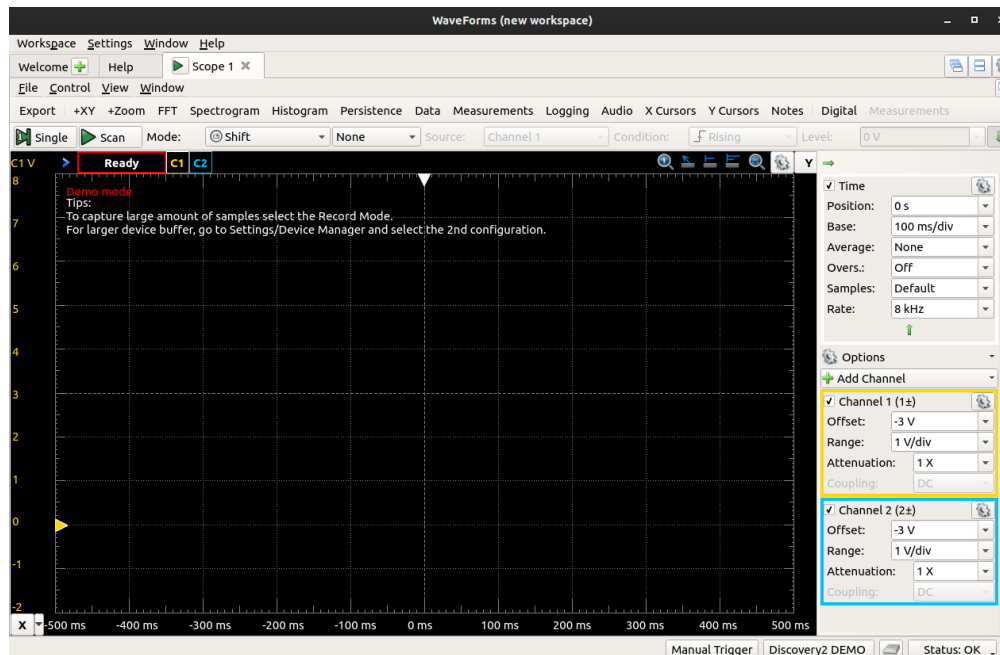 WaveForms (new workspace)
Workspace Settings Window Help
Welcome Help Scope 1
File Control View Window
Export +XY +Zoom FFT Spectrogram Histogram Persistence Data Measurements Logging Audio X Cursors Y Cursors Notes Digital Measurements
Single Scan Mode: Shift None Source: Channel 1 Condition: Rising Level: 0 V
C1 V Ready C1 C2 Y
Demo mode
Tips:
To capture large amount of samples select the Record Mode.
For larger device buffer, go to Settings/Device Manager and select the 2nd configuration.
8
7
6
5
4
3
2
1
0
-1
-2
X -500 ms -400 ms -300 ms -200 ms -100 ms 0 ms 100 ms 200 ms 300 ms 400 ms 500 ms
Time
Position: 0 s
Base: 100 ms/div
Average: None
Overs.: Off
Samples: Default
Rate: 8 kHz
Options
Add Channel
Channel 1 (1±)
Offset: -3 V
Range: 1 V/div
Attenuation: 1 X
Coupling: DC
Channel 2 (2±)
Offset: -3 V
Range: 1 V/div
Attenuation: 1 X
Coupling: DC
Manual Trigger Discovery2 DEMO Status: OK